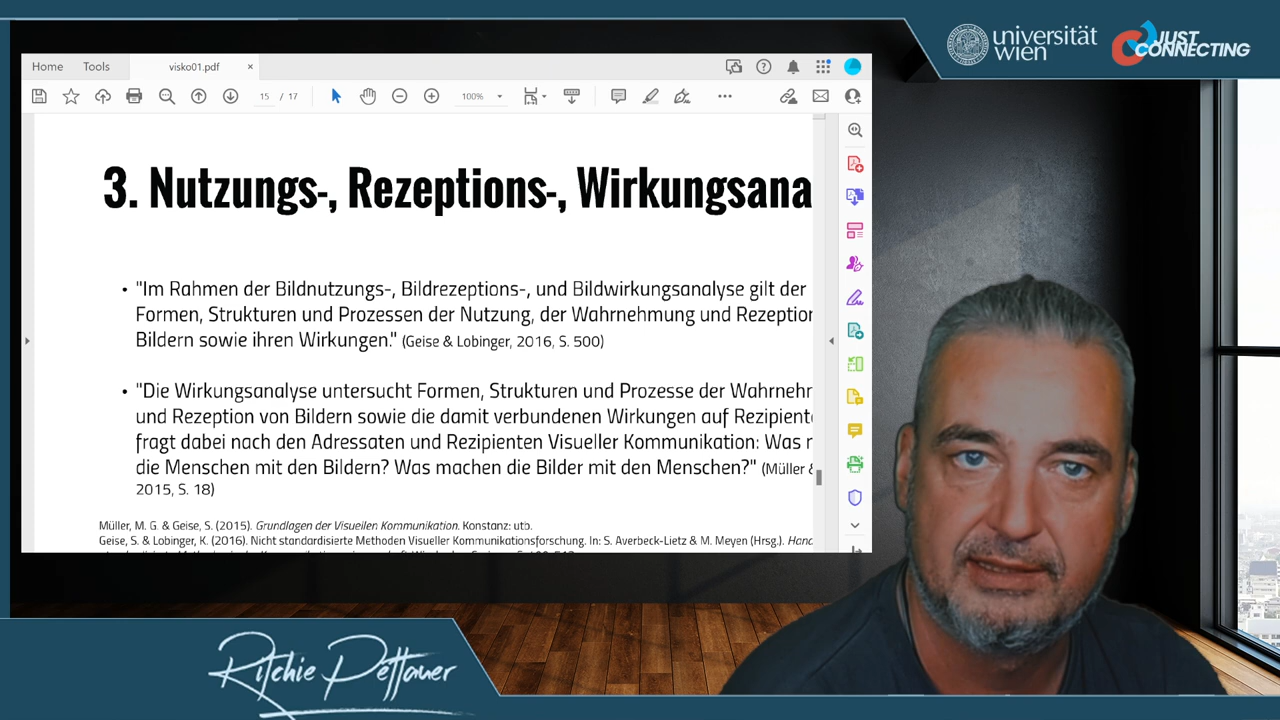 universität
wien
JUST
CONNECTING
Home Tools visko01.pdf ×
15 / 17 100%
3. Nutzungs-, Rezeptions-, Wirkungsana
• "Im Rahmen der Bildnutzungs-, Bildrezeptions-, und Bildwirkungsanalyse gilt der
Formen, Strukturen und Prozessen der Nutzung, der Wahrnehmung und Rezeption
Bildern sowie ihren Wirkungen." (Geise & Lobinger, 2016, S. 500)
• "Die Wirkungsanalyse untersucht Formen, Strukturen und Prozesse der Wahrnehm
und Rezeption von Bildern sowie die damit verbundenen Wirkungen auf Rezipiente
fragt dabei nach den Adressaten und Rezipienten Visueller Kommunikation: Was
die Menschen mit den Bildern? Was machen die Bilder mit den Menschen?" (Müller &
2015, S. 18)
Müller, M. G. & Geise, S. (2015). Grundlagen der Visuellen Kommunikation. Konstanz: utb.
Geise, S. & Lobinger, K. (2016). Nicht standardisierte Methoden Visueller Kommunikationsforschung. In: S. Averbeck-Lietz & M. Meyen (Hrsg.). Hand
Ritchie Pettauer